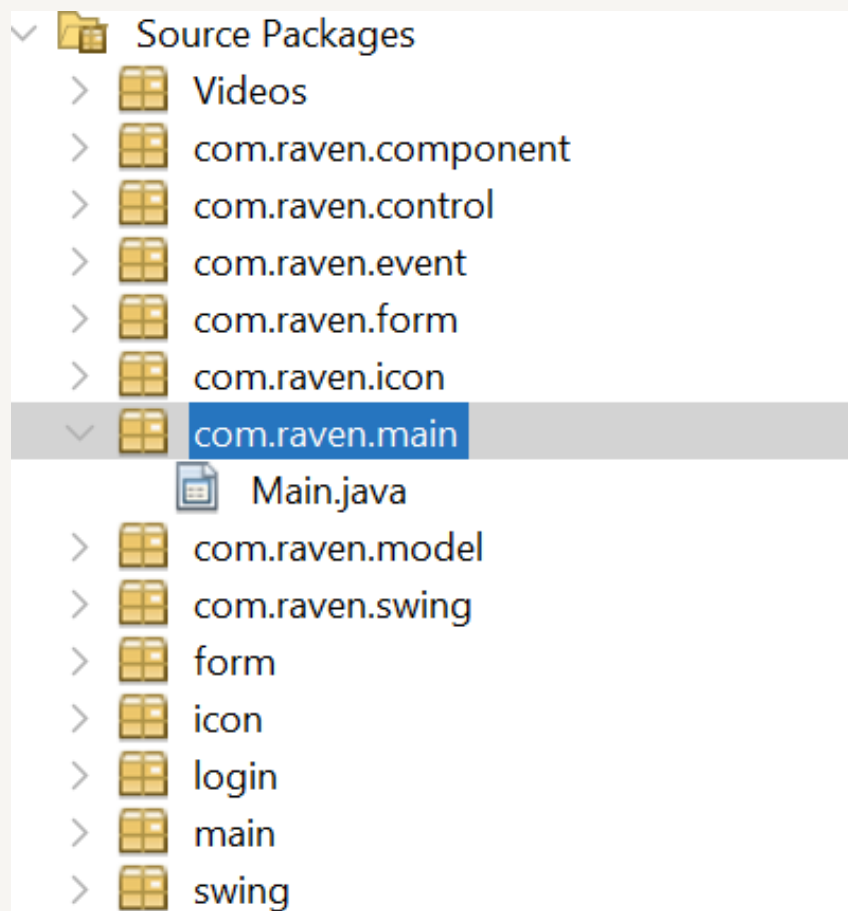 Source Packages
Videos
com.raven.component
com.raven.control
com.raven.event
com.raven.form
com.raven.icon
com.raven.main
Main.java
com.raven.model
com.raven.swing
form
icon
login
main
swing